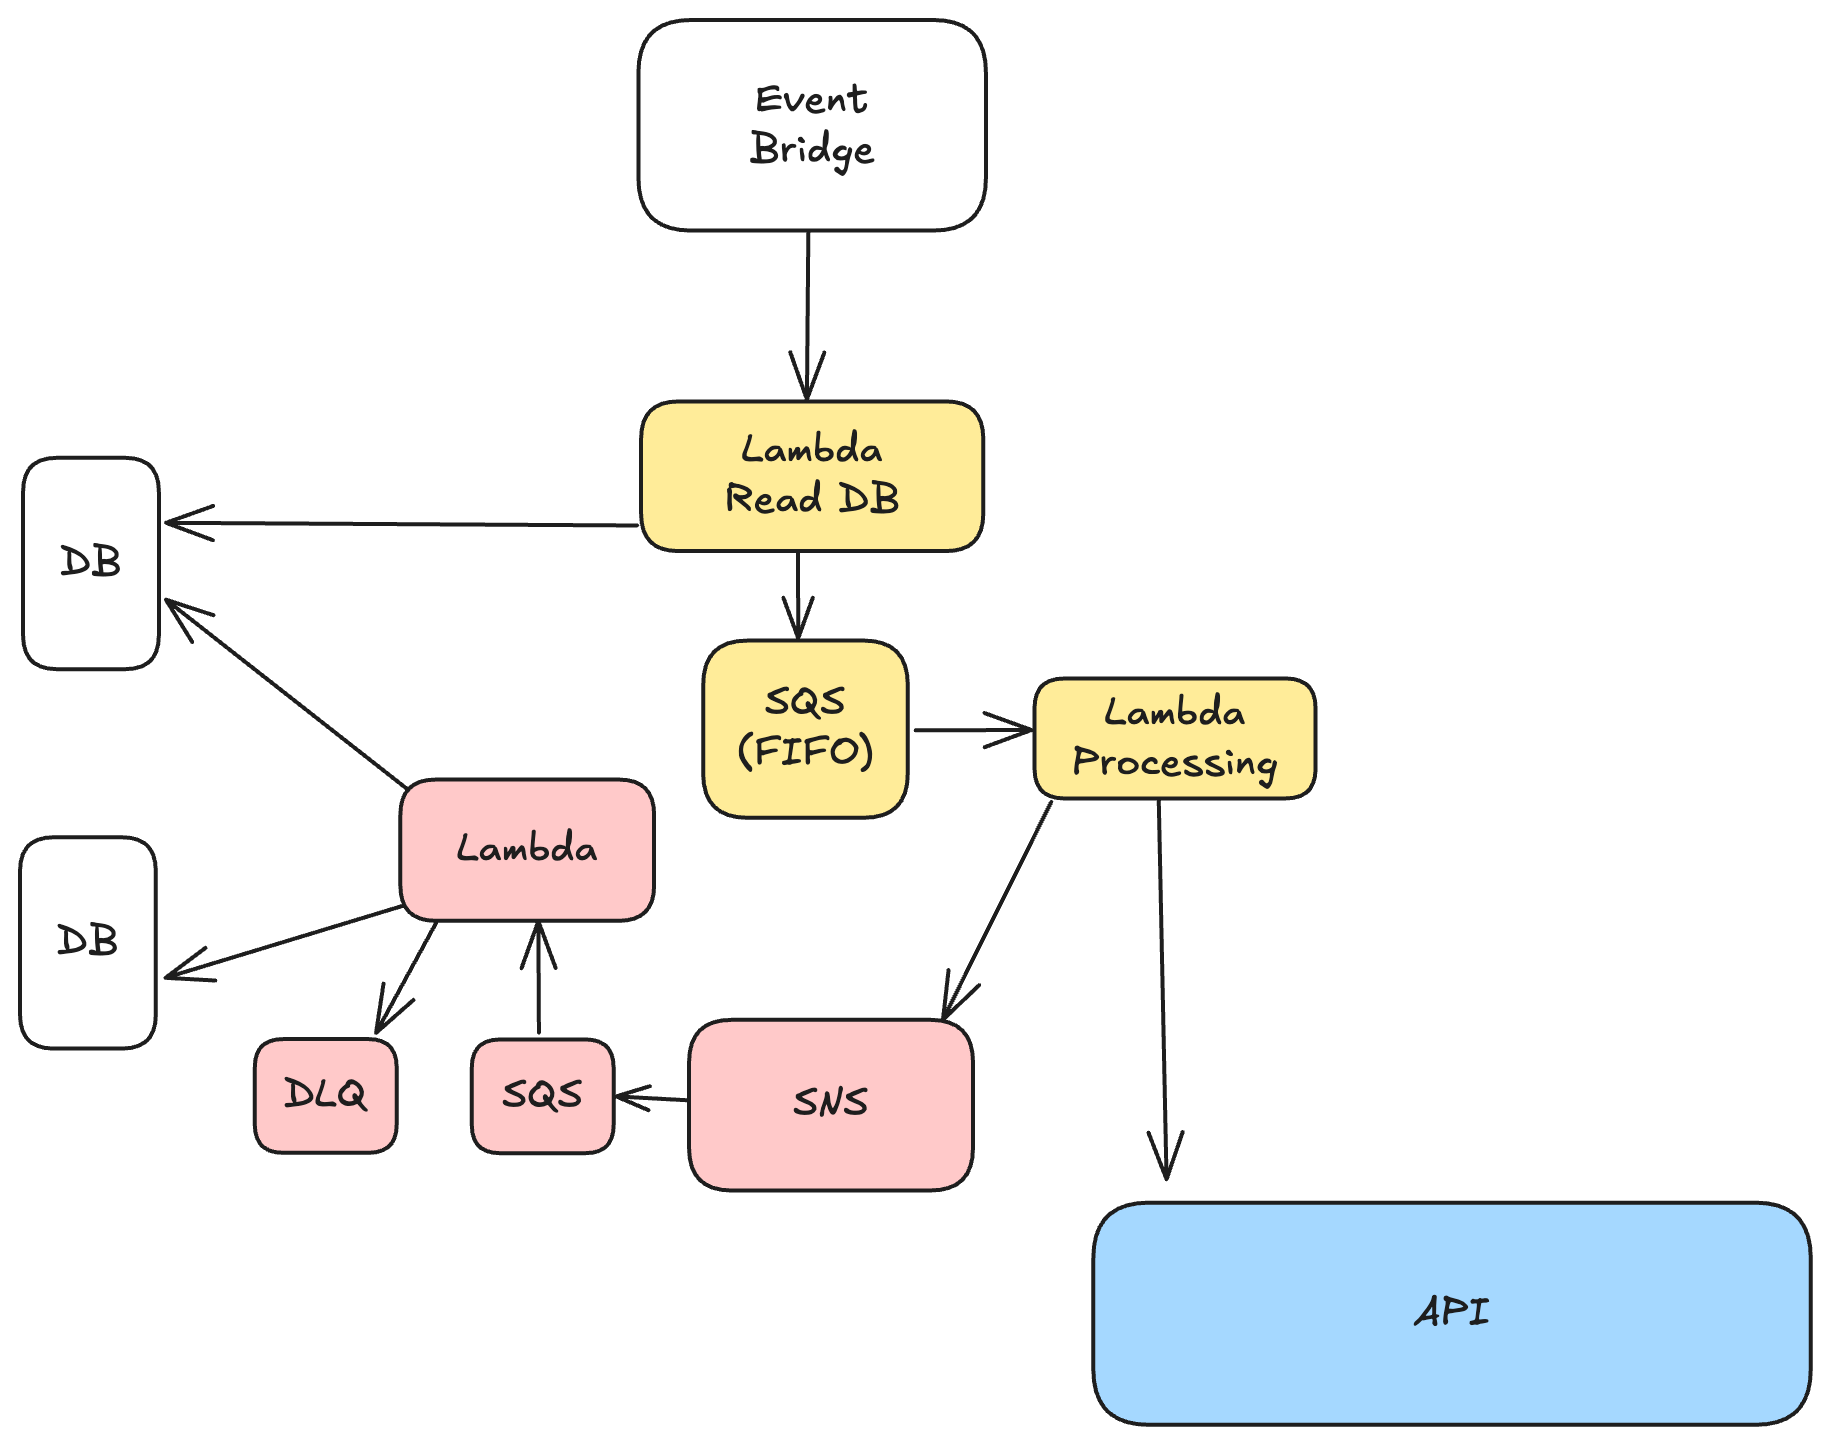 Event
Bridge
Lambda
Read DB
DB
SQS
(FIFO)
Lambda
Processing
Lambda
DB
DLQ
SQS
SNS
API